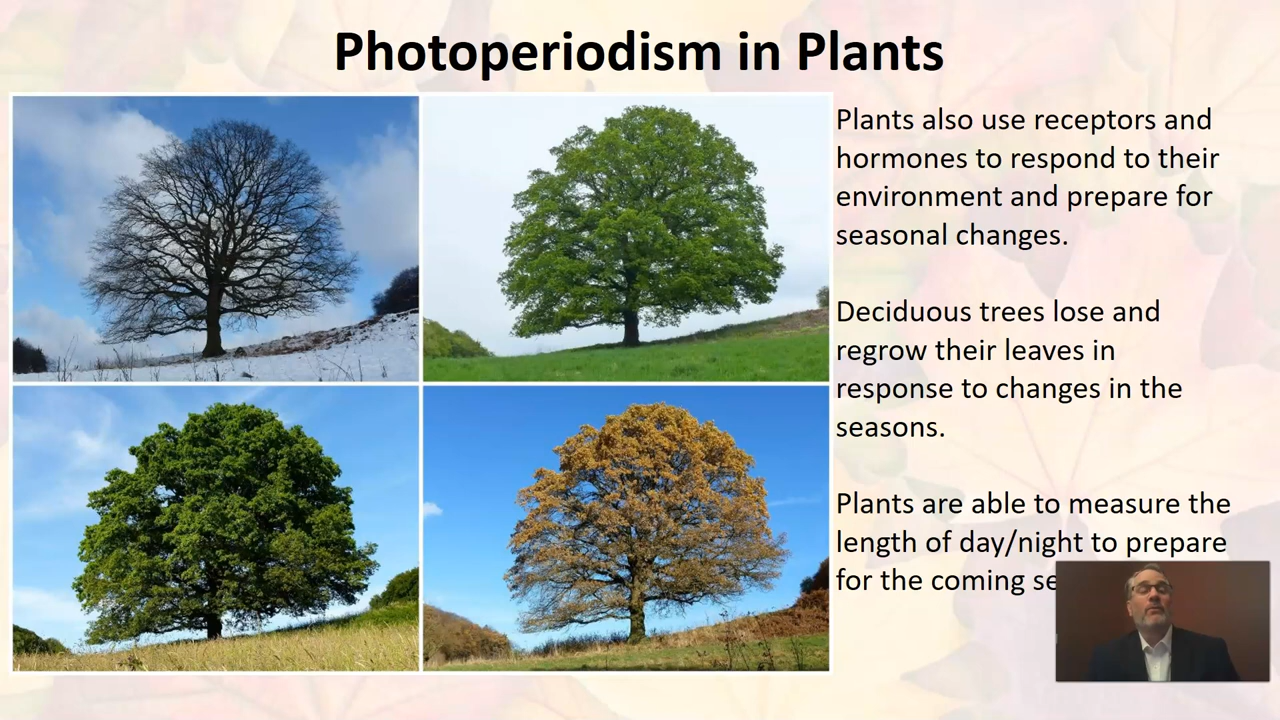 Photoperiodism in Plants
Plants also use receptors and
hormones to respond to their
environment and prepare for
seasonal changes.
Deciduous trees lose and
regrow their leaves in
response to changes in the
seasons.
Plants are able to measure the
length of day/night to prepare
for the coming